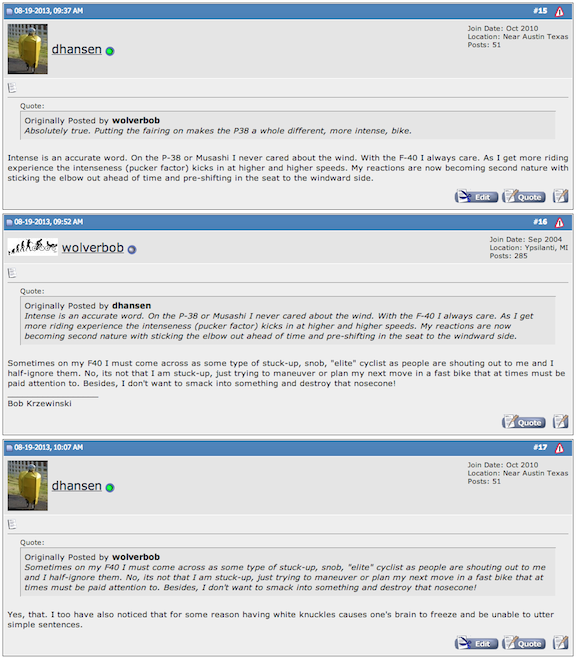 08-19-2013, 09:37 AM #15
dhansen
Join Date: Oct 2010
Location: Near Austin Texas
Posts: 51
Quote:
Originally Posted by wolverbob
Absolutely true. Putting the fairing on makes the P38 a whole different, more intense, bike.
Intense is an accurate word. On the P-38 or Musashi I never cared about the wind. With the F-40 I always care. As I get more riding
experience the intenseness (pucker factor) kicks in at higher and higher speeds. My reactions are now becoming second nature with
sticking the elbow out ahead of time and pre-shifting in the seat to the windward side.
Edit Quote
08-19-2013, 09:52 AM #16
wolverbob
Join Date: Sep 2004
Location: Ypsilanti, MI
Posts: 285
Quote:
Originally Posted by dhansen
Intense is an accurate word. On the P-38 or Musashi I never cared about the wind. With the F-40 I always care. As I get
more riding experience the intenseness (pucker factor) kicks in at higher and higher speeds. My reactions are now
becoming second nature with sticking the elbow out ahead of time and pre-shifting in the seat to the windward side.
Sometimes on my F40 I must come across as some type of stuck-up, snob, "elite" cyclist as people are shouting out to me and I
half-ignore them. No, its not that I am stuck-up, just trying to maneuver or plan my next move in a fast bike that at times must be
paid attention to. Besides, I don't want to smack into something and destroy that nosecone!
Bob Krzewinski
Quote
08-19-2013, 10:07 AM #17
dhansen
Join Date: Oct 2010
Location: Near Austin Texas
Posts: 51
Quote:
Originally Posted by wolverbob
Sometimes on my F40 I must come across as some type of stuck-up, snob, "elite" cyclist as people are shouting out to me
and I half-ignore them. No, its not that I am stuck-up, just trying to maneuver or plan my next move in a fast bike that at
times must be paid attention to. Besides, I don't want to smack into something and destroy that nosecone!
Yes, that. I too have also noticed that for some reason having white knuckles causes one's brain to freeze and be unable to utter
simple sentences.
Edit Quote